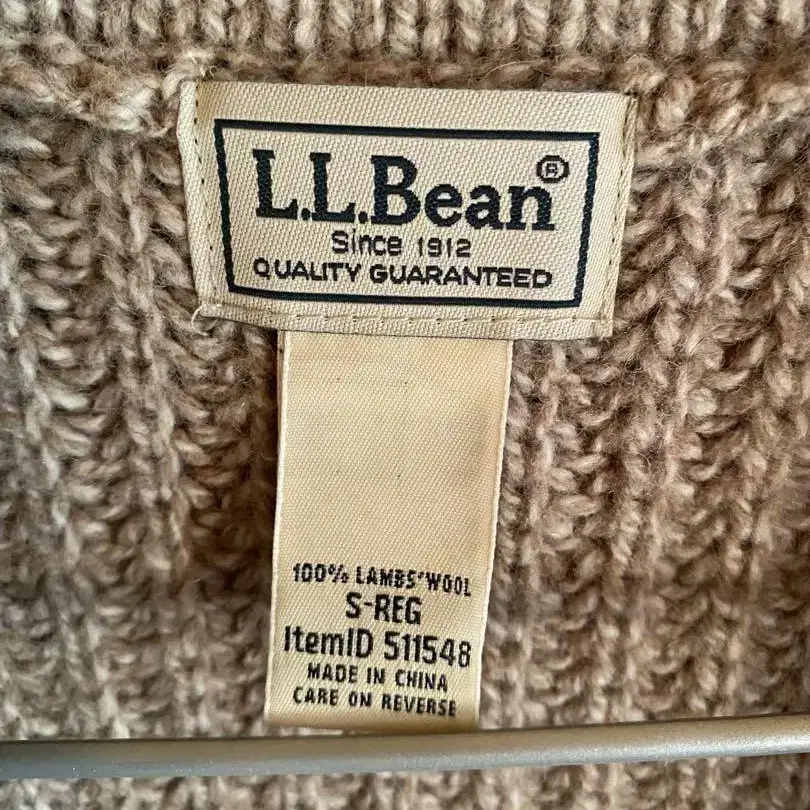 L.L.Bean®
Since 1912
QUALITY GUARANTEED
100% LAMBS'WOOL
S-REG
ItemID 511548
MADE IN CHINA
CARE ON REVERSE